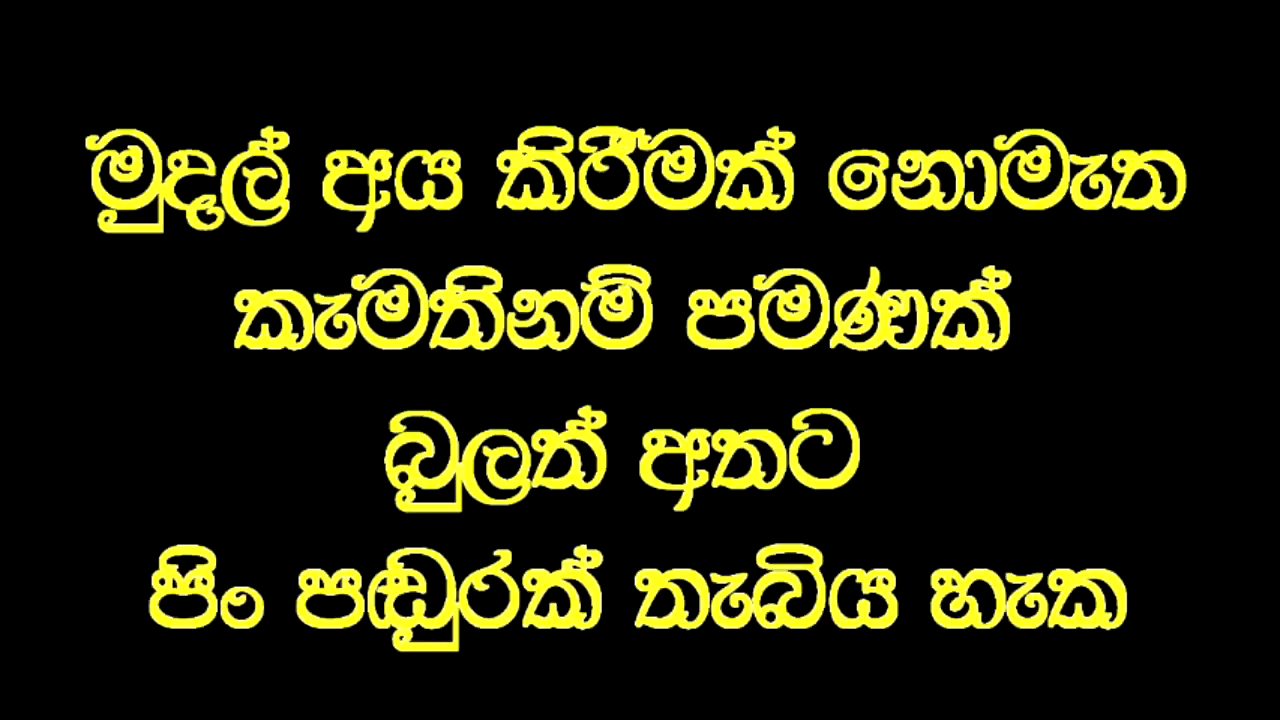 මුදල් අය කිරීමක් නොමැත
කැමතිනම් පමණක්
බුලත් අතට
පිං පඬුරක් තැබිය හැක